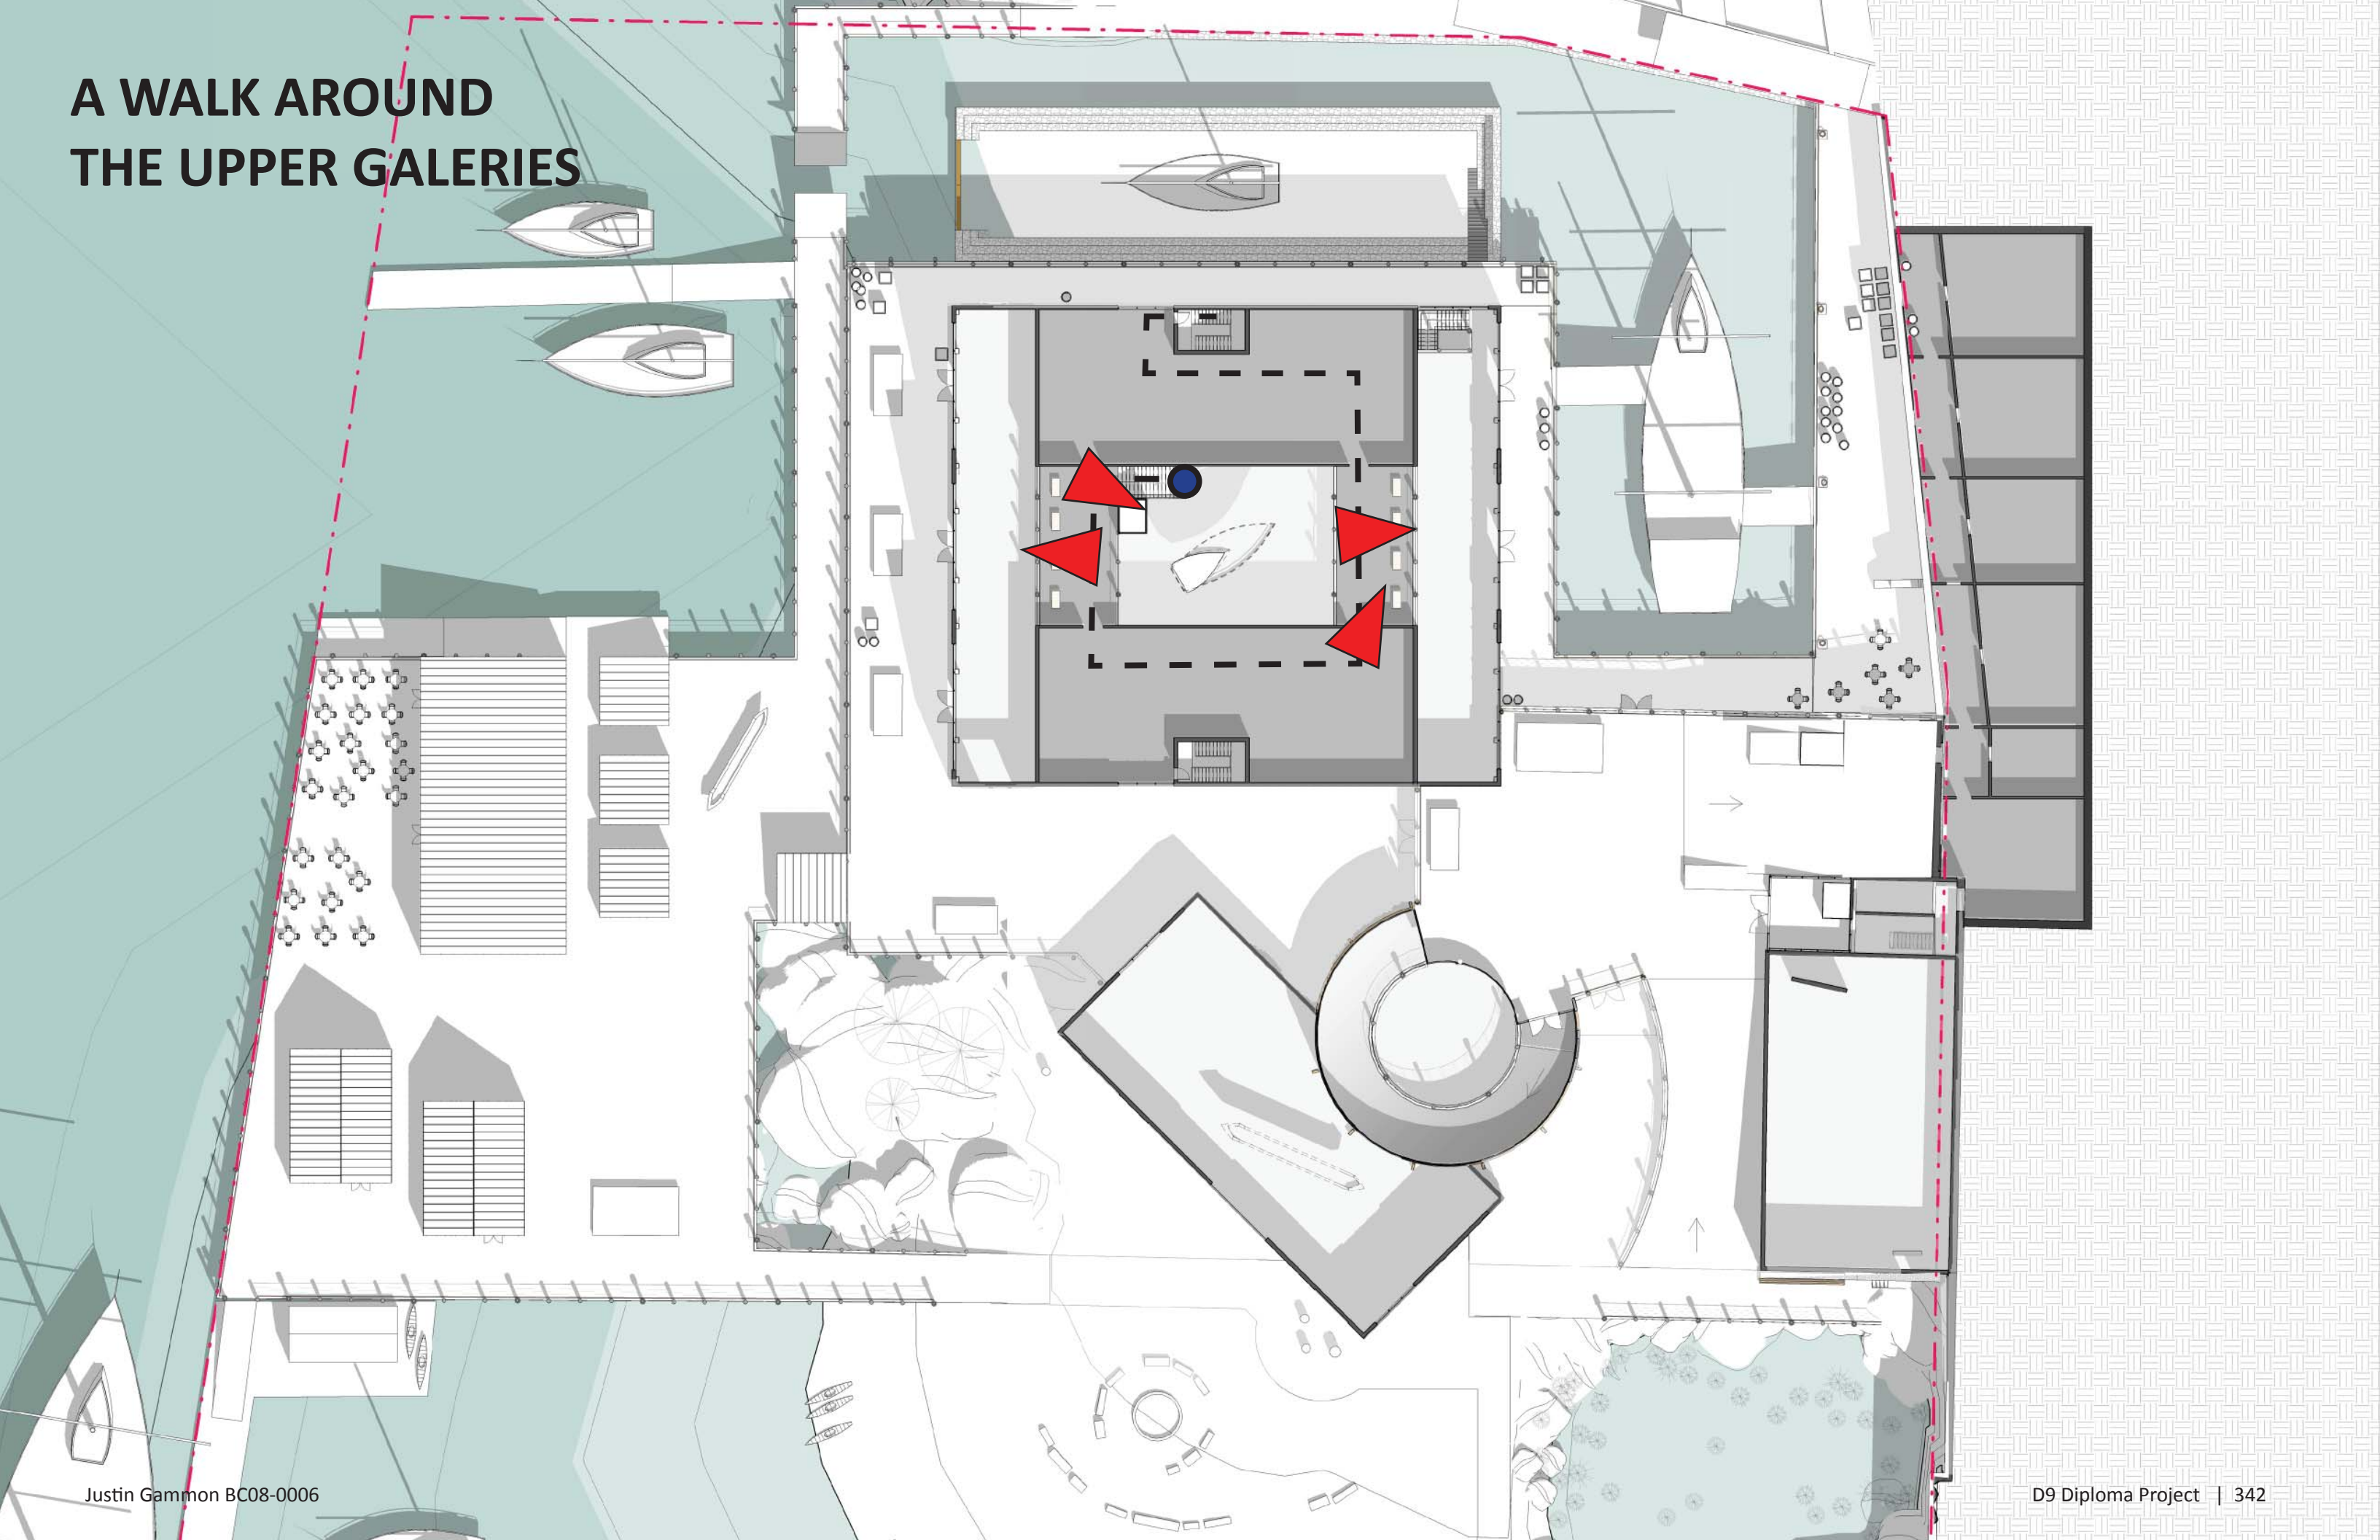 A WALK AROUND
THE UPPER GALERIES
Justin Gammon BC08-0006
D9 Diploma Project | 342